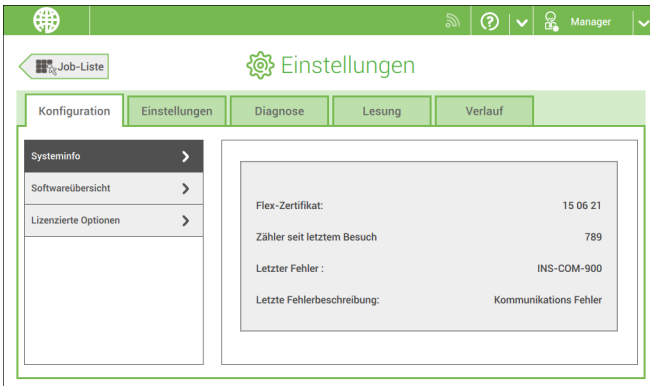 Manager
Job-Liste
Einstellungen
Konfiguration
Einstellungen
Diagnose
Lesung
Verlauf
Systeminfo
Softwareübersicht
Lizenzierte Optionen
Flex-Zertifikat: 15 06 21
Zähler seit letztem Besuch 789
Letzter Fehler : INS-COM-900
Letzte Fehlerbeschreibung: Kommunikations Fehler